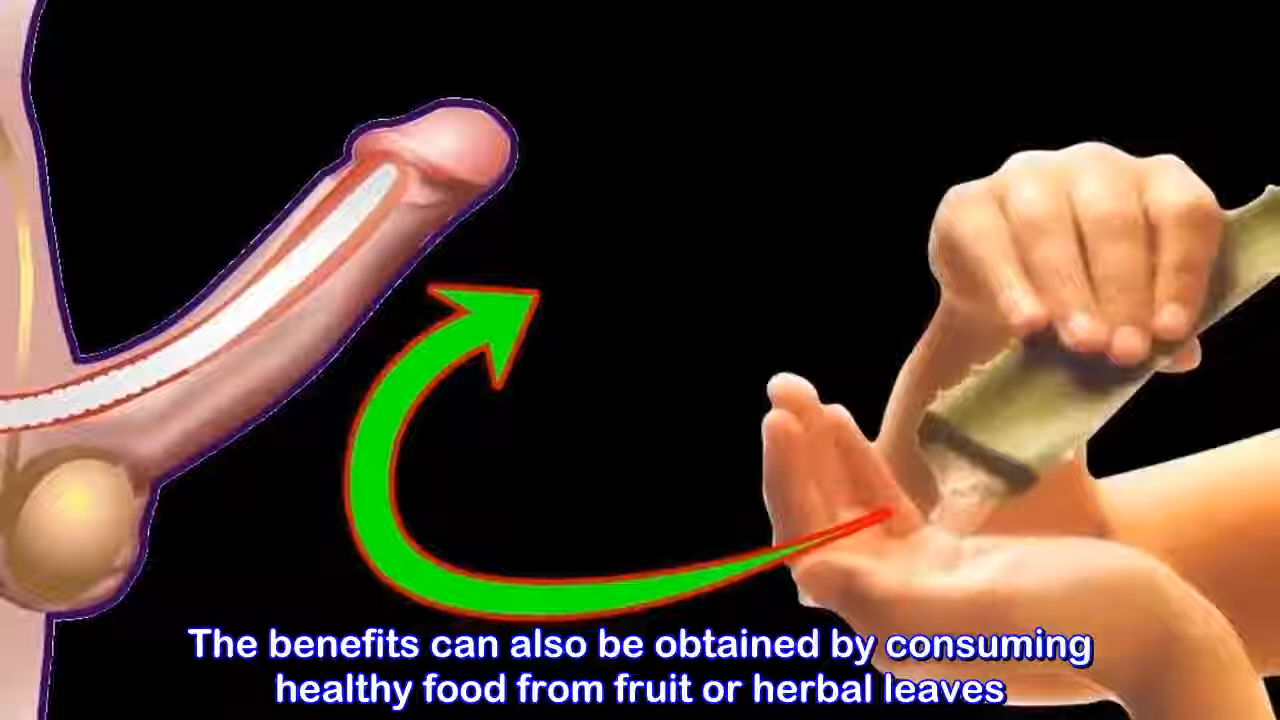 The benefits can also be obtained by consuming
healthy food from fruit or herbal leaves